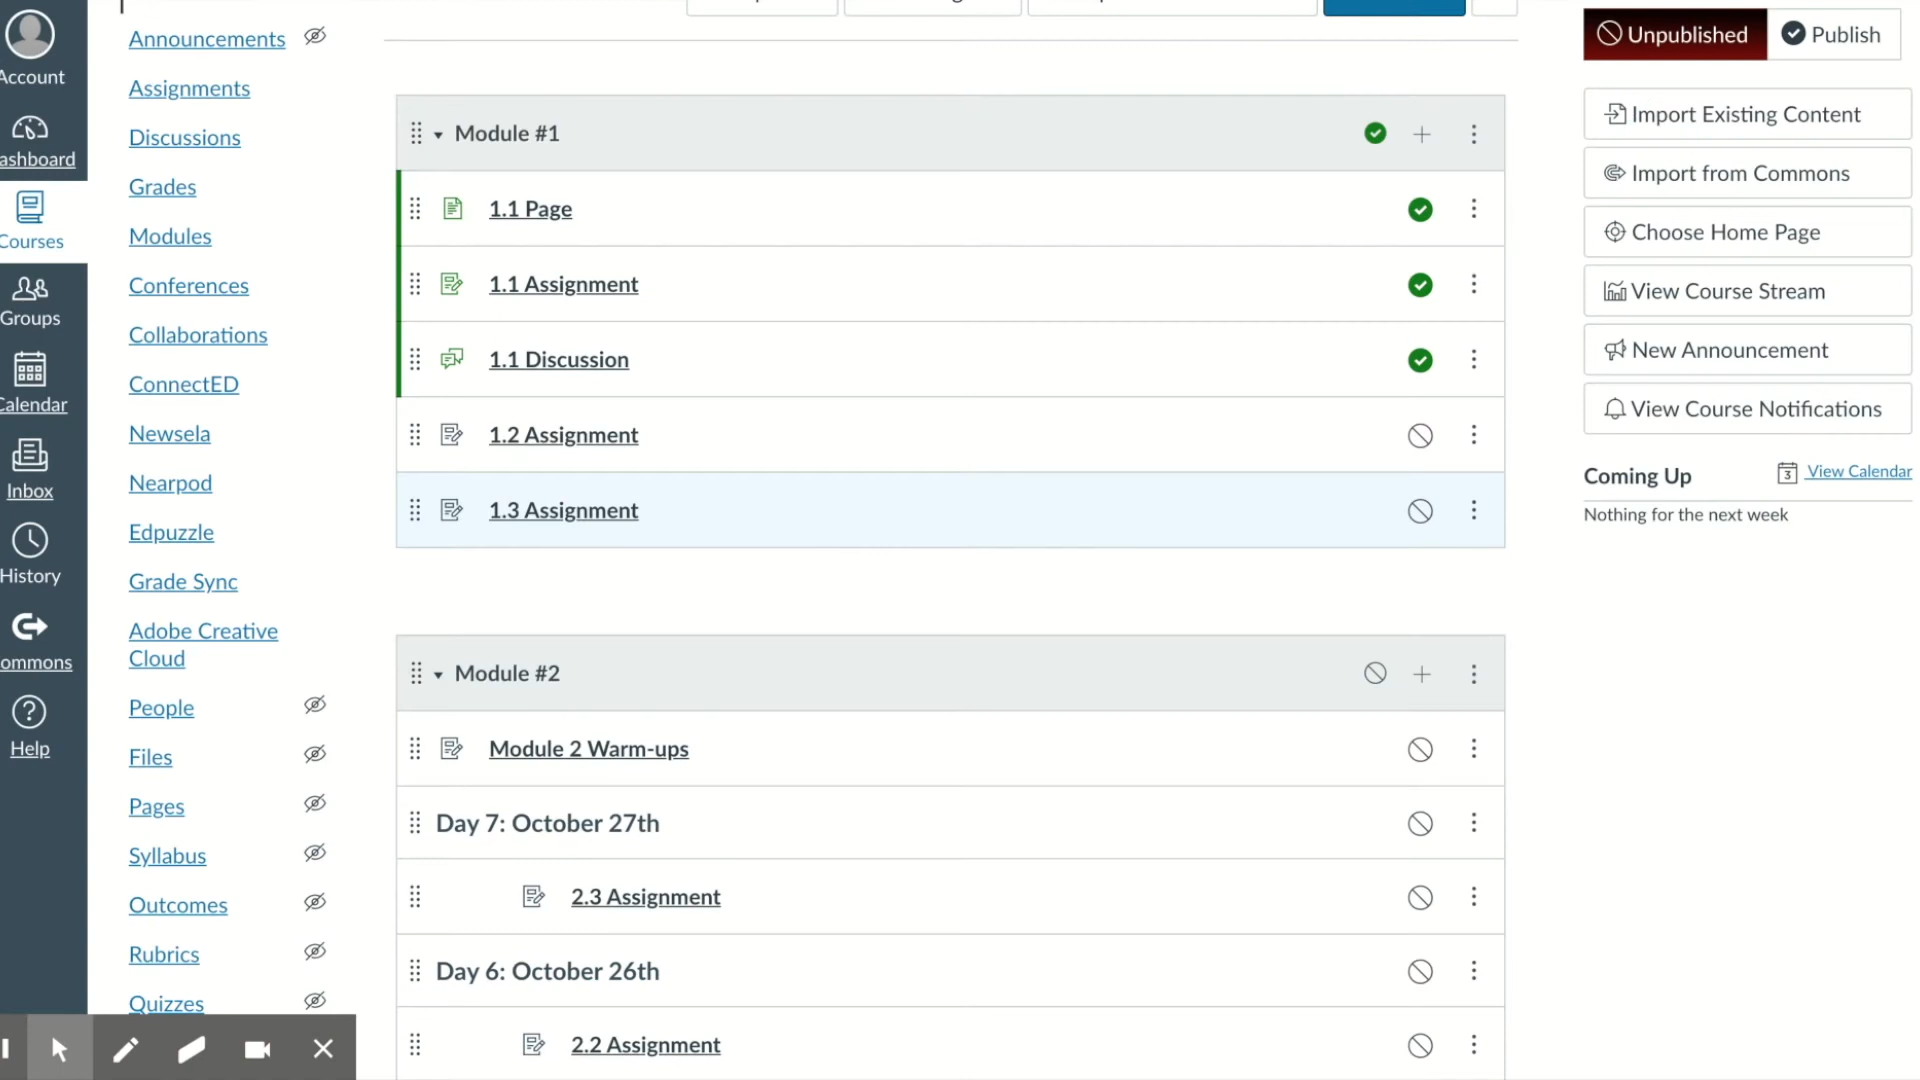 Account
ashboard
Courses
Groups
Calendar
Inbox
History
ommons
Help
Announcements
Assignments
Discussions
Grades
Modules
Conferences
Collaborations
ConnectED
Newsela
Nearpod
Edpuzzle
Grade Sync
Adobe Creative
Cloud
People
Files
Pages
Syllabus
Outcomes
Rubrics
Quizzes
Module #1
1.1 Page
1.1 Assignment
1.1 Discussion
1.2 Assignment
1.3 Assignment
Module #2
Module 2 Warm-ups
Day 7: October 27th
2.3 Assignment
Day 6: October 26th
2.2 Assignment
Unpublished
Publish
Import Existing Content
Import from Commons
Choose Home Page
View Course Stream
New Announcement
View Course Notifications
Coming Up
3 View Calendar
Nothing for the next week